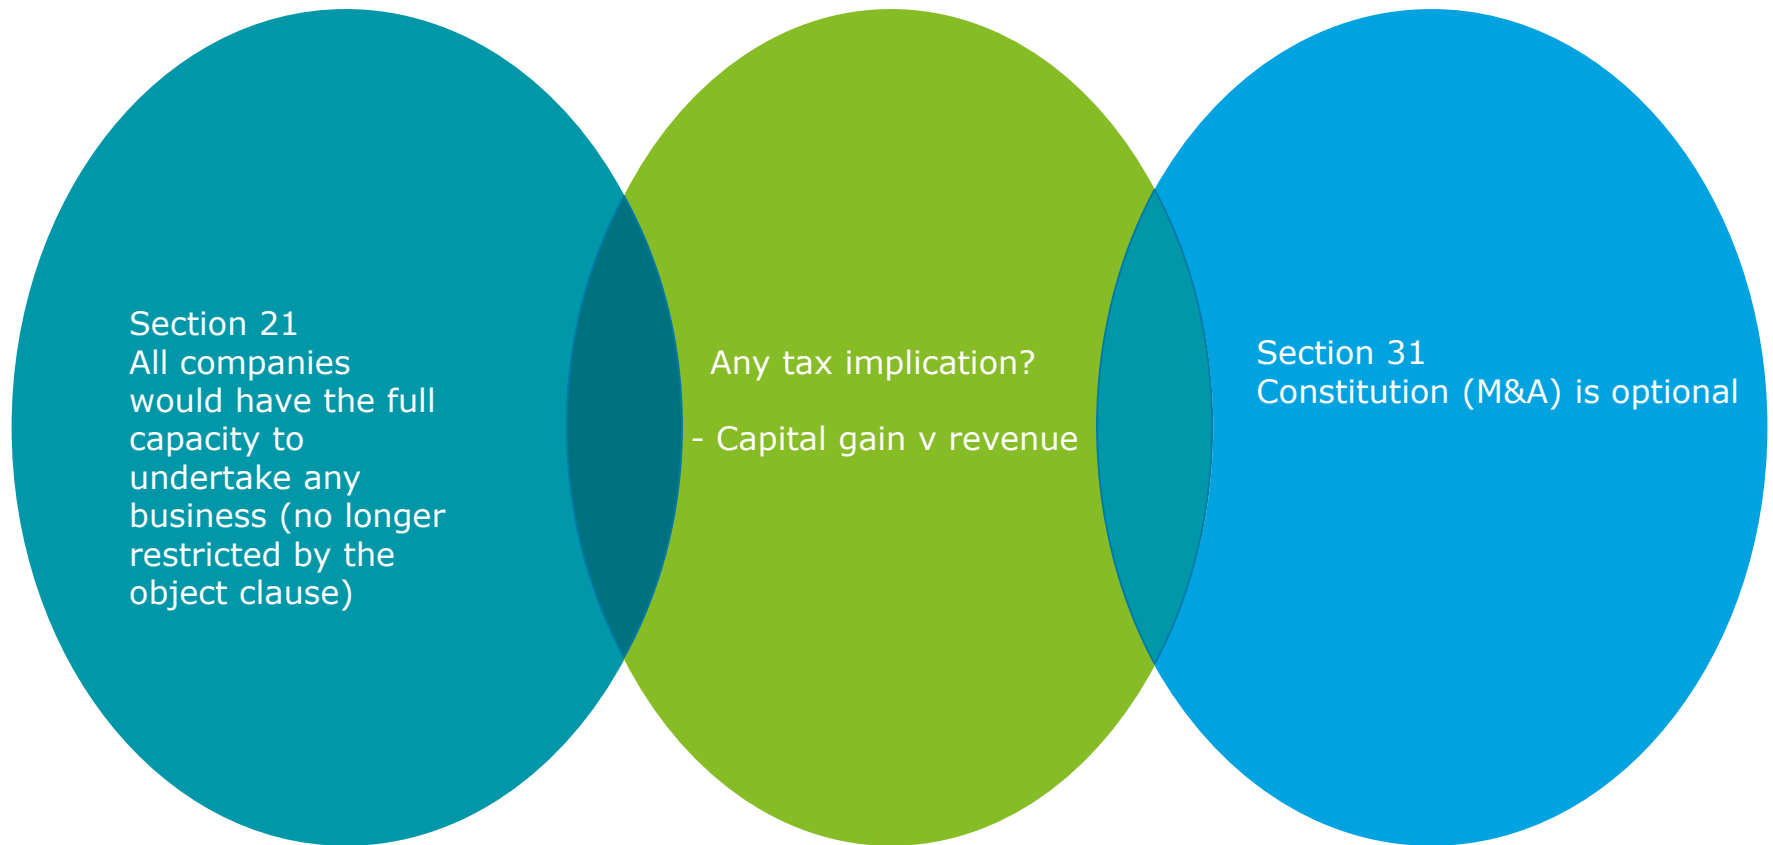 Section 21
All companies
would have the full
capacity to
undertake any
business (no longer
restricted by the
object clause)
Any tax implication?
- Capital gain v revenue
Section 31
Constitution (M&A) is optional